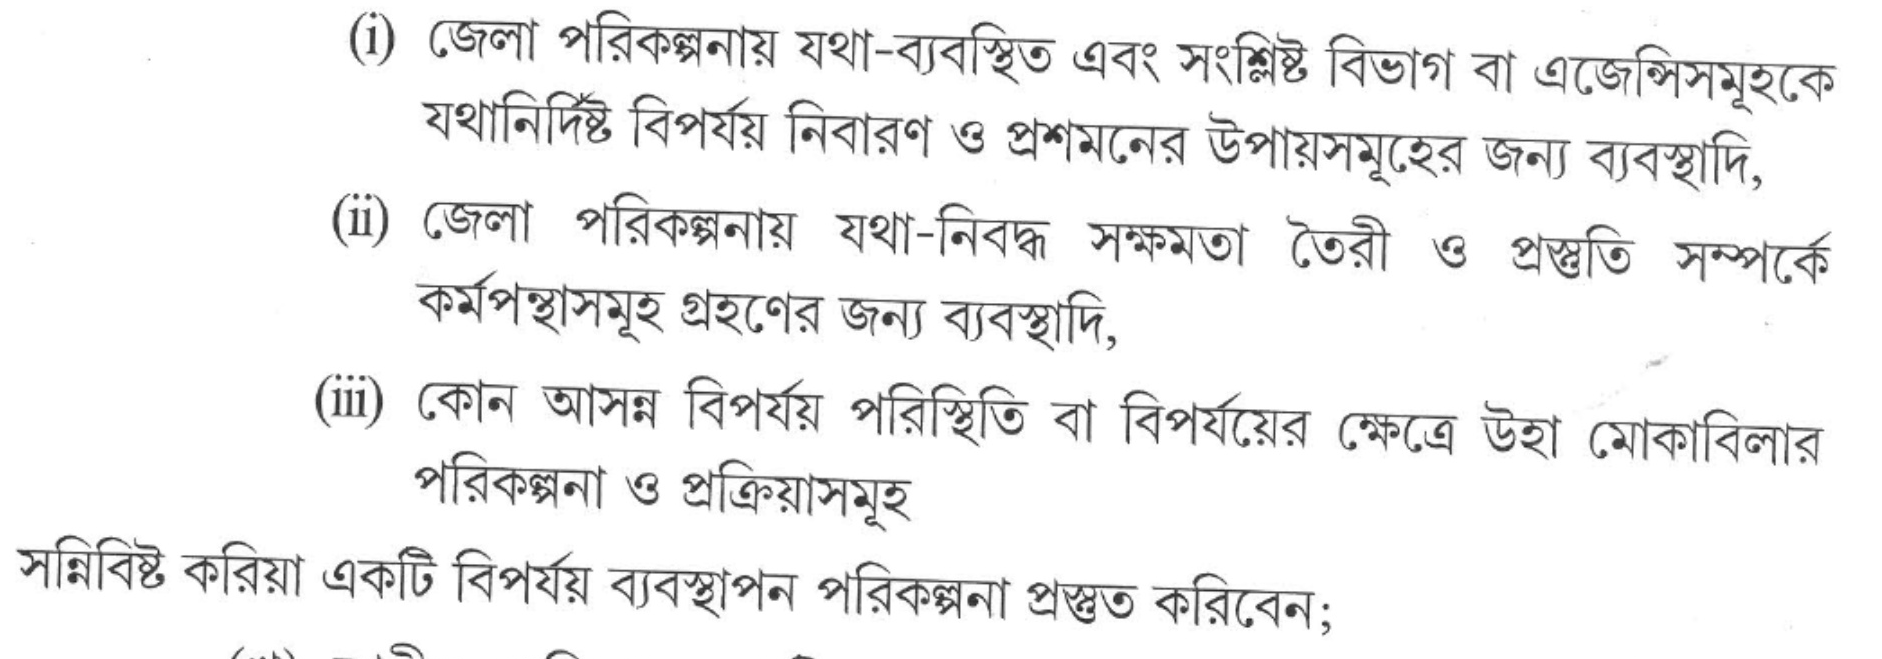 (i) জেলা পরিকল্পনায় যথা-ব্যবস্থিত এবং সংশ্লিষ্ট বিভাগ বা এজেন্সিসমূহকে
যথানির্দিষ্ট বিপর্যয় নিবারণ ও প্রশমনের উপায়সমূহের জন্য ব্যবস্থাদি,
(ii) জেলা পরিকল্পনায় যথা-নিবদ্ধ সক্ষমতা তৈরী ও প্রস্তুতি সম্পর্কে
কর্মপন্থাসমূহ গ্রহণের জন্য ব্যবস্থাদি,
(iii) কোন আসন্ন বিপর্যয় পরিস্থিতি বা বিপর্যয়ের ক্ষেত্রে উহা মোকাবিলার
পরিকল্পনা ও প্রক্রিয়াসমূহ
সন্নিবিষ্ট করিয়া একটি বিপর্যয় ব্যবস্থাপন পরিকল্পনা প্রস্তুত করিবেন;